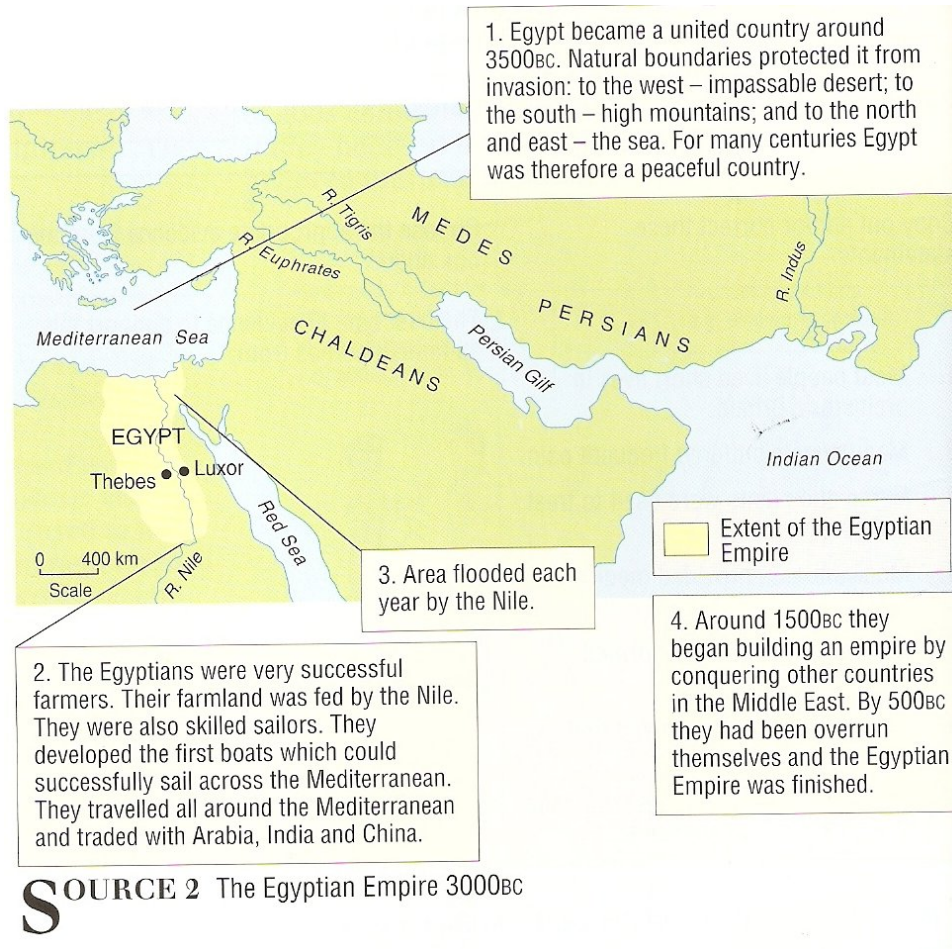 1. Egypt became a united country around
3500BC. Natural boundaries protected it from
invasion: to the west – impassable desert; to
the south – high mountains; and to the north
and east – the sea. For many centuries Egypt
was therefore a peaceful country.
R. Tigris
MEDES
R. Euphrates
R. Indus
PERSIANS
Mediterranean Sea
CHALDEANS
Persian Gilf
EGYPT
Luxor
Thebes
Indian Ocean
Red Sea
Extent of the Egyptian
Empire
0 400 km
Scale
R. Nile
3. Area flooded each
year by the Nile.
4. Around 1500BC they
began building an empire by
conquering other countries
in the Middle East. By 500BC
they had been overrun
themselves and the Egyptian
Empire was finished.
2. The Egyptians were very successful
farmers. Their farmland was fed by the Nile.
They were also skilled sailors. They
developed the first boats which could
successfully sail across the Mediterranean.
They travelled all around the Mediterranean
and traded with Arabia, India and China.
SOURCE 2 The Egyptian Empire 3000BC